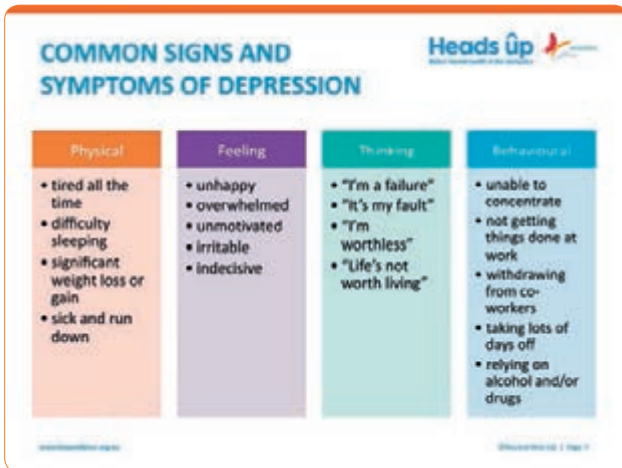 COMMON SIGNS AND
SYMPTOMS OF DEPRESSION
Heads ûp
Physical
• tired all the
time
• difficulty
sleeping
• significant
weight loss or
gain
• sick and run
down
Feeling
• unhappy
• overwhelmed
• unmotivated
• irritable
• indecisive
Thinking
• "I'm a failure"
• "It's my fault"
• "I'm
worthless"
• "Life's not
worth living"
Behavioural
• unable to
concentrate
• not getting
things done at
work
• withdrawing
from co-
workers
• taking lots of
days off
• relying on
alcohol and/or
drugs